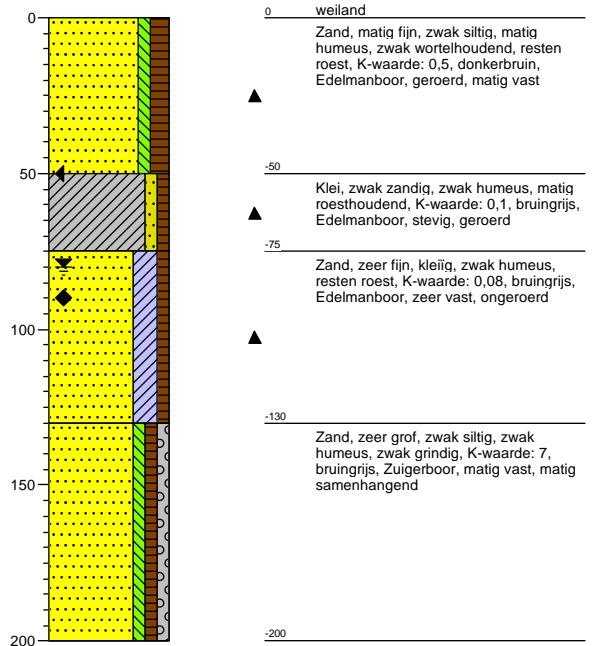 0
0
weiland
Zand, matig fijn, zwak siltig, matig
humeus, zwak wortelhoudend, resten
roest, K-waarde: 0,5, donkerbruin,
Edelmanboor, geroerd, matig vast
50
-50
Klei, zwak zandig, zwak humeus, matig
roesthoudend, K-waarde: 0,1, bruingrijs,
Edelmanboor, stevig, geroerd
-75
Zand, zeer fijn, kleiïg, zwak humeus,
resten roest, K-waarde: 0,08, bruingrijs,
Edelmanboor, zeer vast, ongeroerd
100
-130
Zand, zeer grof, zwak siltig, zwak
humeus, zwak grindig, K-waarde: 7,
bruingrijs, Zuigerboor, matig vast, matig
samenhangend
150
200
-200